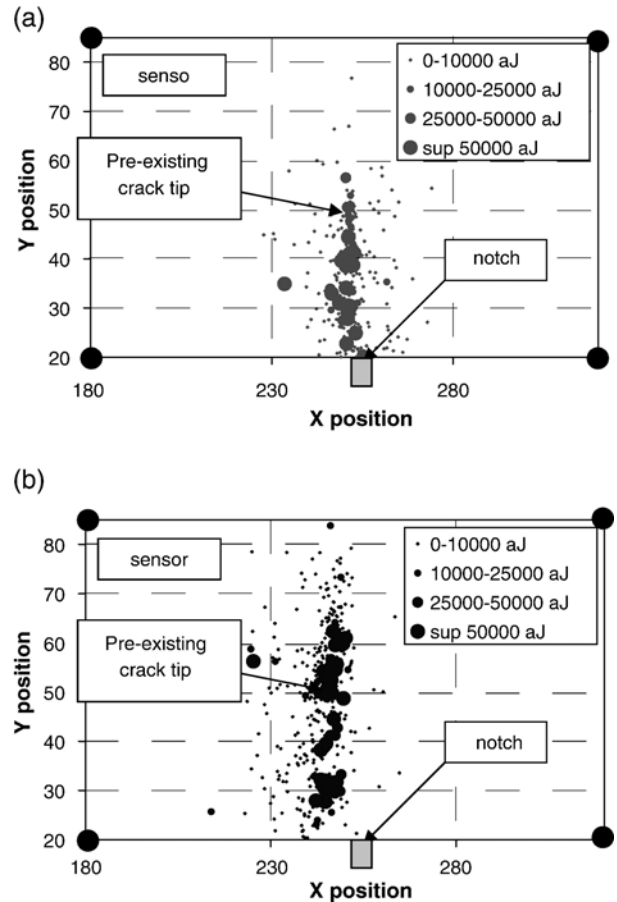 (a)
80
70
60
50
40
30
20
Y position
senso
0-10000 aJ
10000-25000 aJ
25000-50000 aJ
sup 50000 aJ
Pre-existing
crack tip
notch
180
230
280
X position
(b)
80
70
60
50
40
30
20
Y position
sensor
0-10000 aJ
10000-25000 aJ
25000-50000 aJ
sup 50000 aJ
Pre-existing
crack tip
notch
180
230
280
X position